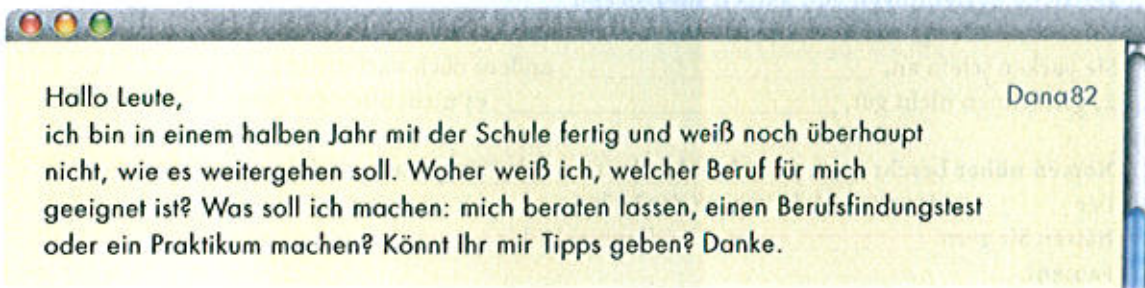 Hallo Leute,
Dana82
ich bin in einem halben Jahr mit der Schule fertig und weiß noch überhaupt
nicht, wie es weitergehen soll. Woher weiß ich, welcher Beruf für mich
geeignet ist? Was soll ich machen: mich beraten lassen, einen Berufsfindungstest
oder ein Praktikum machen? Könnt Ihr mir Tipps geben? Danke.